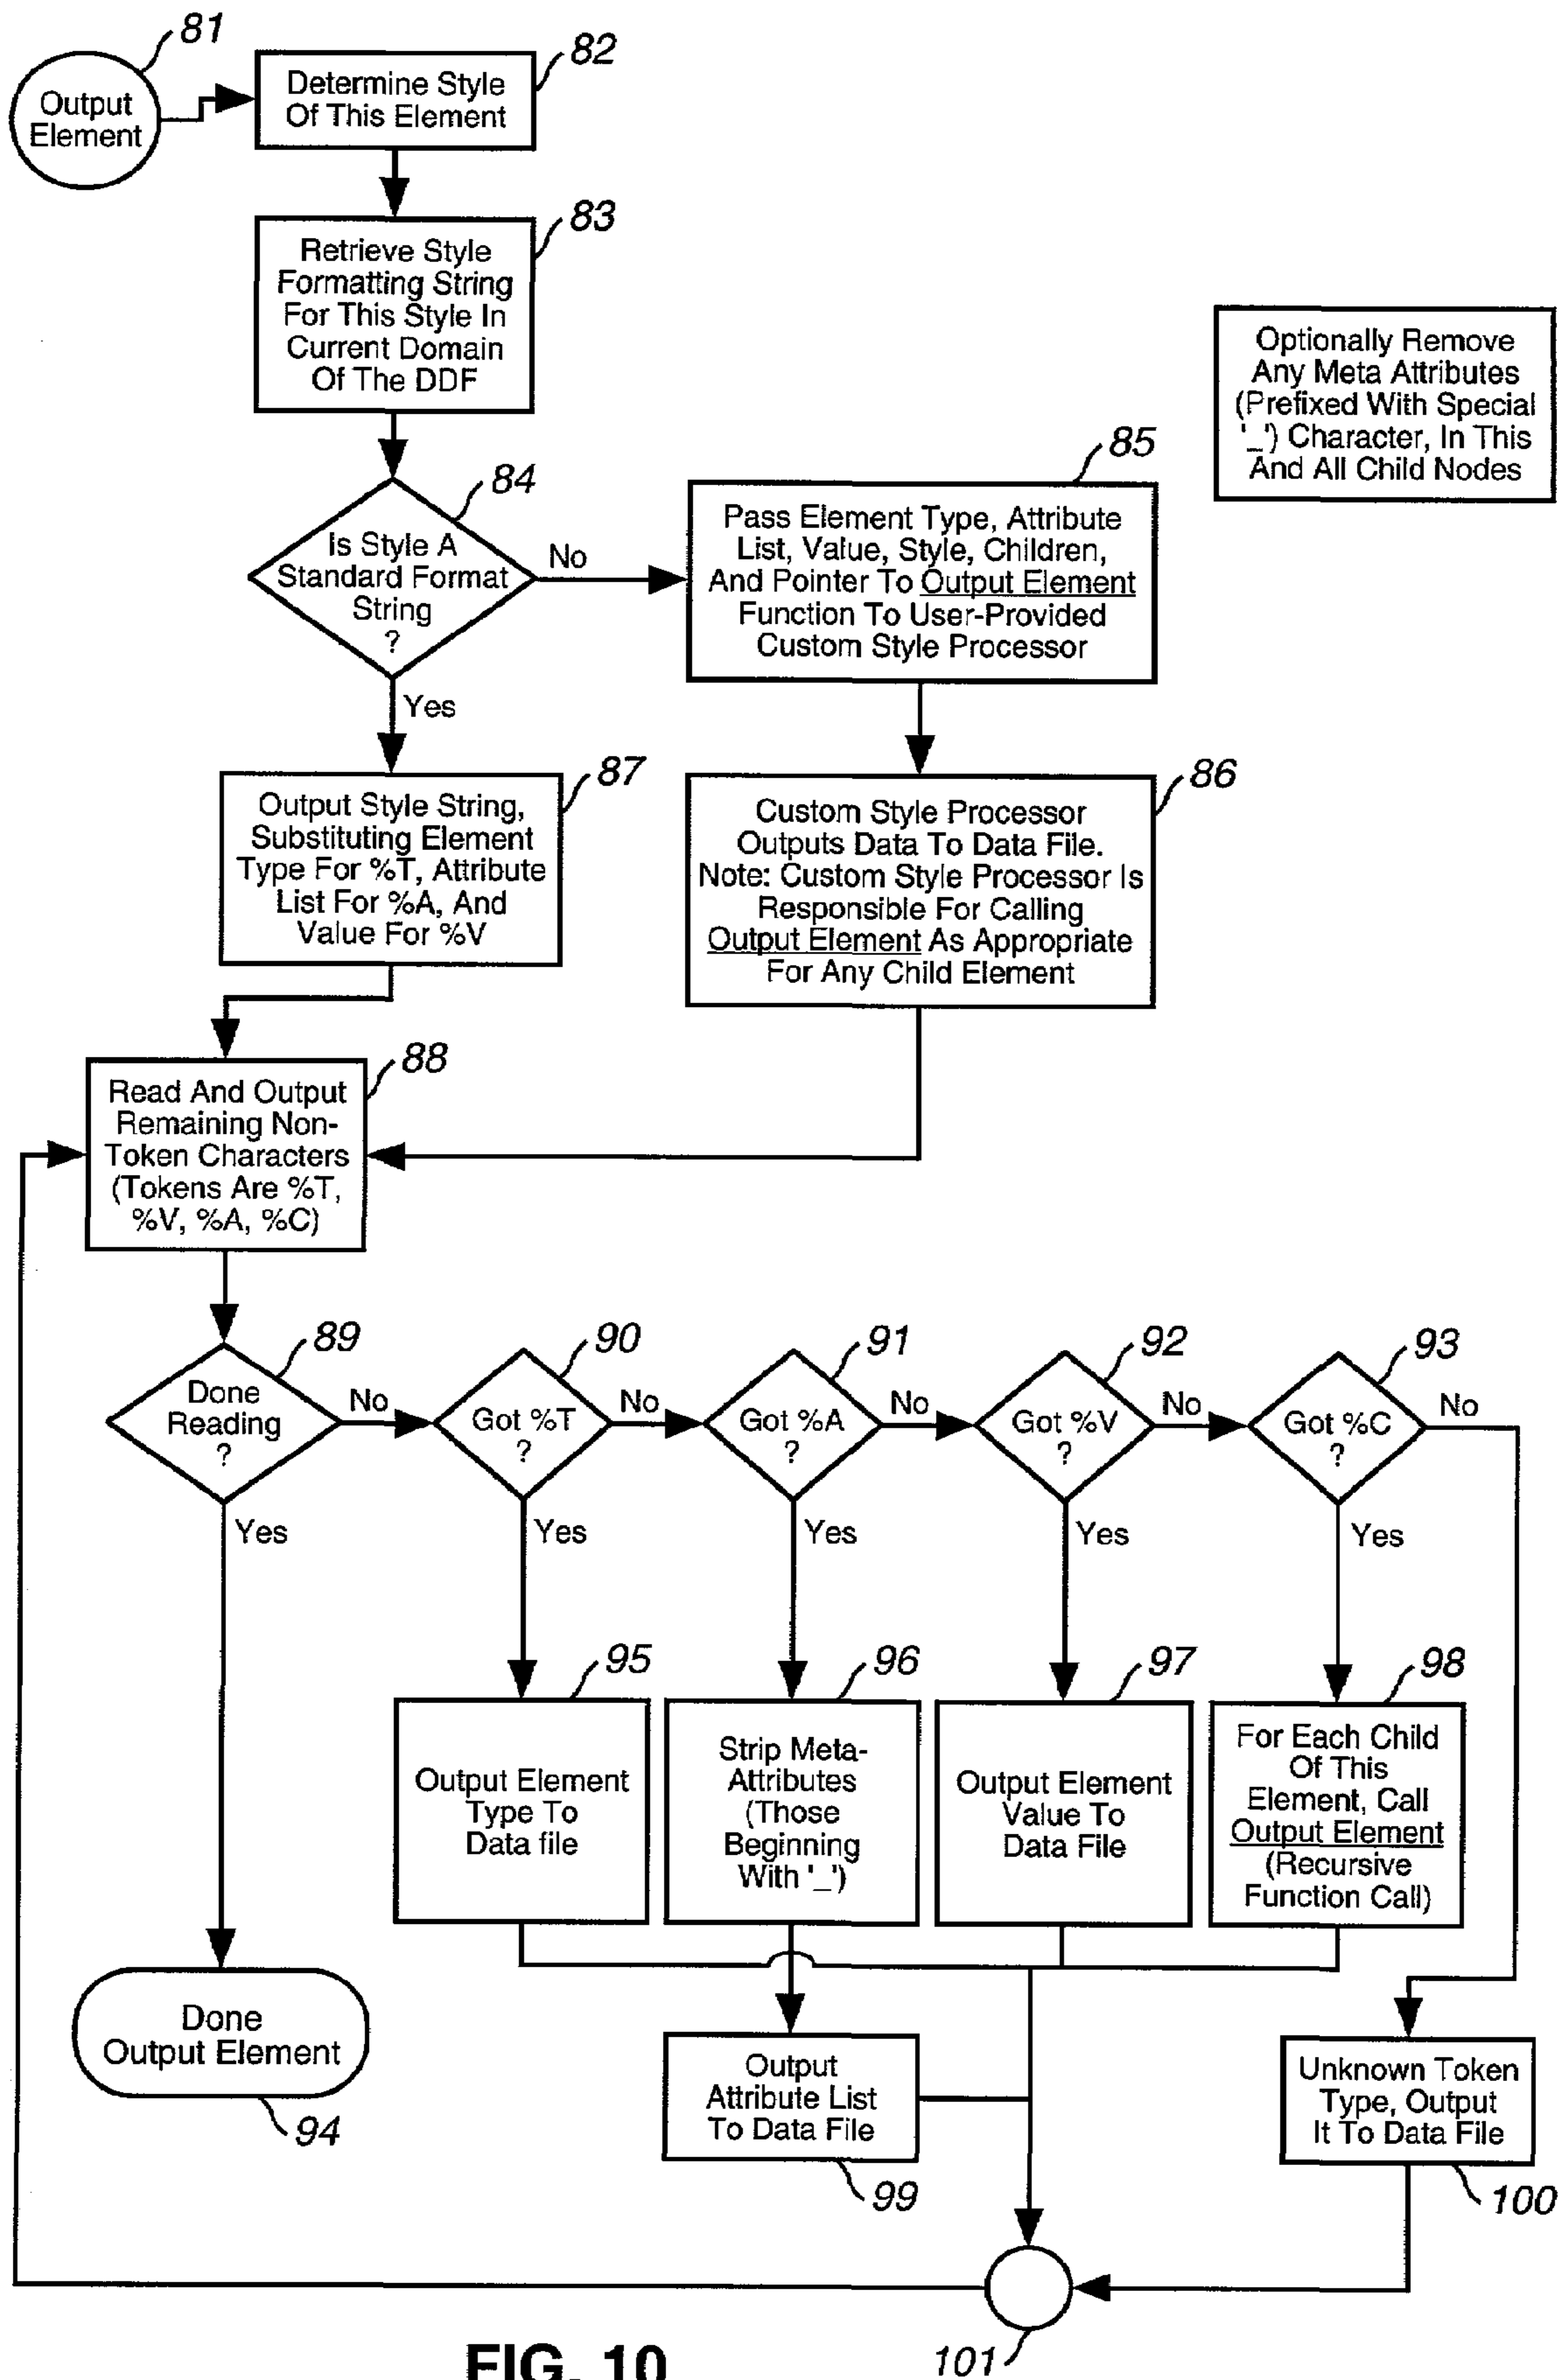 81
Output
Element
82
Determine Style
Of This Element
83
Retrieve Style
Formatting String
For This Style In
Current Domain
Of The DDF
Optionally Remove
Any Meta Attributes
(Prefixed With Special
'_') Character, In This
And All Child Nodes
84
Is Style A
Standard Format
String
?
No
Yes
85
Pass Element Type, Attribute
List, Value, Style, Children,
And Pointer To Output Element
Function To User-Provided
Custom Style Processor
87
Output Style String,
Substituting Element
Type For %T, Attribute
List For %A, And
Value For %V
86
Custom Style Processor
Outputs Data To Data File.
Note: Custom Style Processor Is
Responsible For Calling
Output Element As Appropriate
For Any Child Element
88
Read And Output
Remaining Non-
Token Characters
(Tokens Are %T,
%V, %A, %C)
89
Done
Reading
?
No
Yes
90
Got %T
?
No
Yes
91
Got %A
?
No
Yes
92
Got %V
?
No
Yes
93
Got %C
?
No
Yes
95
Output Element
Type To
Data file
96
Strip Meta-
Attributes
(Those
Beginning
With '_')
97
Output Element
Value To
Data File
98
For Each Child
Of This
Element, Call
Output Element
(Recursive
Function Call)
Done
Output Element
94
Output
Attribute List
To Data File
99
Unknown Token
Type, Output
It To Data File
100
101
FIG. 10